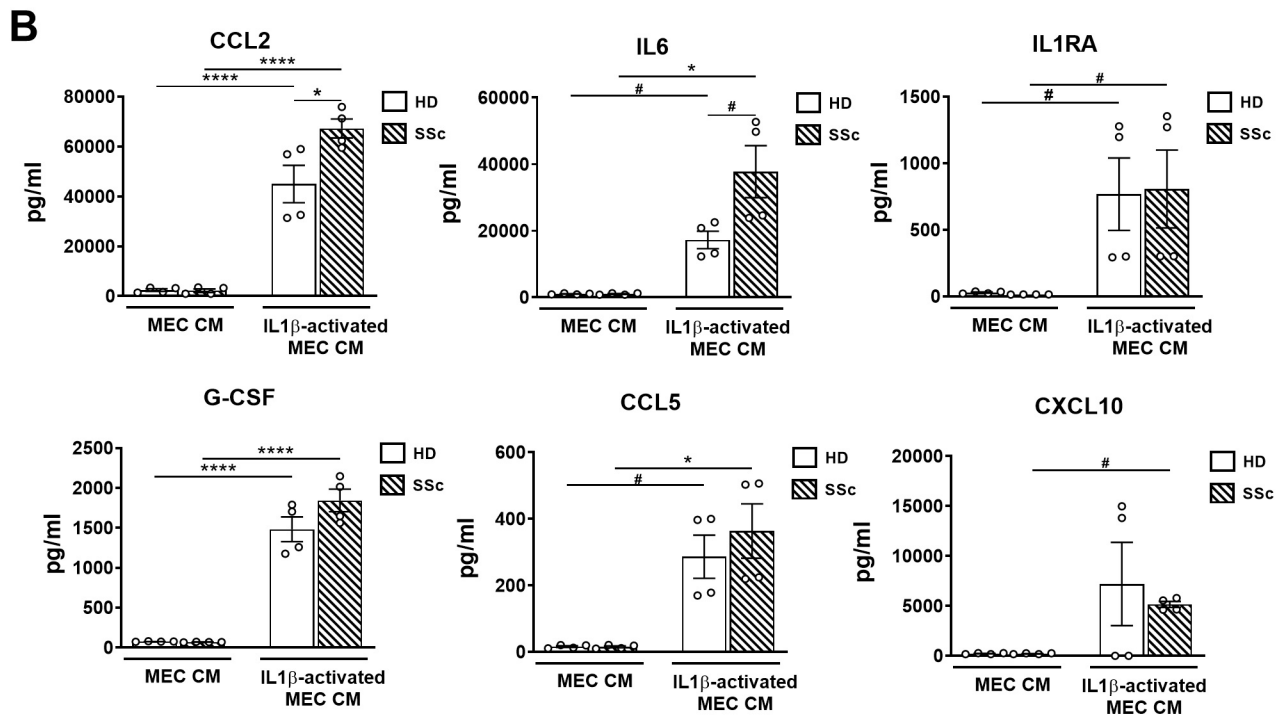 B
CCL2
****
****
*
80000
60000
40000
20000
0
pg/ml
HD
SSc
MEC CM
IL1β-activated
MEC CM
IL6
*
#
#
60000
40000
20000
0
pg/ml
HD
SSc
MEC CM
IL1β-activated
MEC CM
IL1RA
#
#
1500
1000
500
0
pg/ml
HD
SSc
MEC CM
IL1β-activated
MEC CM
G-CSF
****
****
2500
2000
1500
1000
500
0
pg/ml
HD
SSc
MEC CM
IL1β-activated
MEC CM
CCL5
*
#
600
400
200
0
pg/ml
HD
SSc
MEC CM
IL1β-activated
MEC CM
CXCL10
#
20000
15000
10000
5000
0
pg/ml
HD
SSc
MEC CM
IL1β-activated
MEC CM